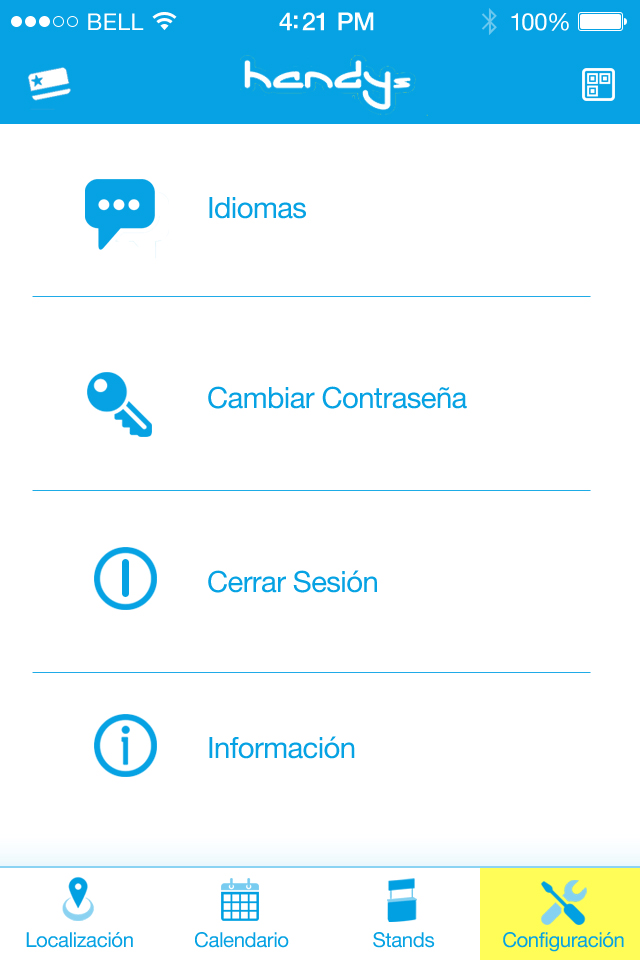 BELL 4:21 PM 100%
handys
Idiomas
Cambiar Contraseña
Cerrar Sesión
Información
Localización Calendario Stands Configuración